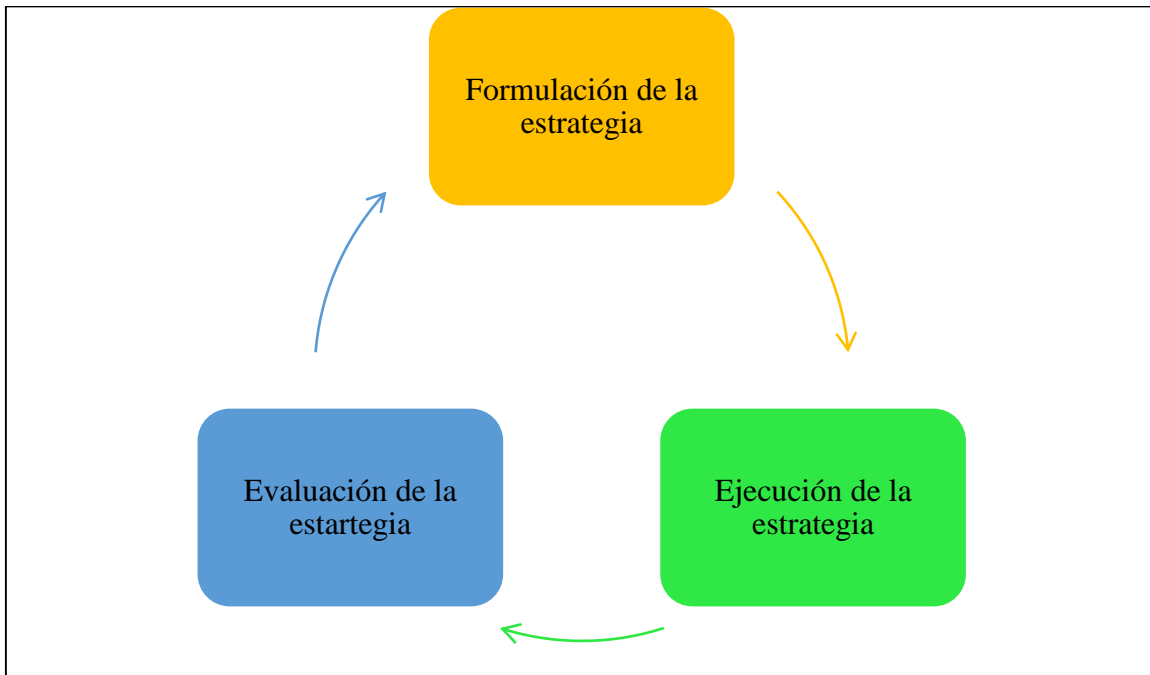 Formulación de la
estrategia
Evaluación de la
estartegia
Ejecución de la
estrategia